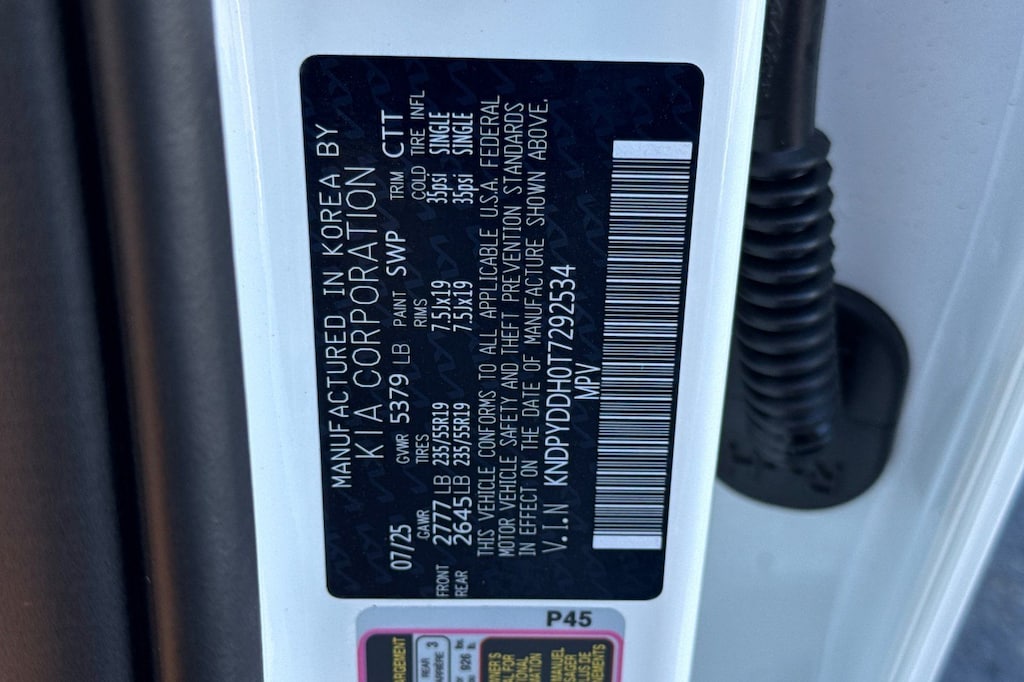 MANUFACTURED IN KOREA BY
KIA CORPORATION
07/25 GVWR 5379 LB PAINT SWP TRIM CTT
GAWR TIRES RIMS COLD TIRE INFL
FRONT 2777 LB 235/55R19 7.5Jx19 35psi SINGLE
REAR 2645 LB 235/55R19 7.5Jx19 35psi SINGLE
THIS VEHICLE CONFORMS TO ALL APPLICABLE U.S.A. FEDERAL
MOTOR VEHICLE SAFETY AND THEFT PREVENTION STANDARDS
IN EFFECT ON THE DATE OF MANUFACTURE SHOWN ABOVE.
V.I.N KNDPYDDH0T7292534
MPV
P45
REAR 3
926